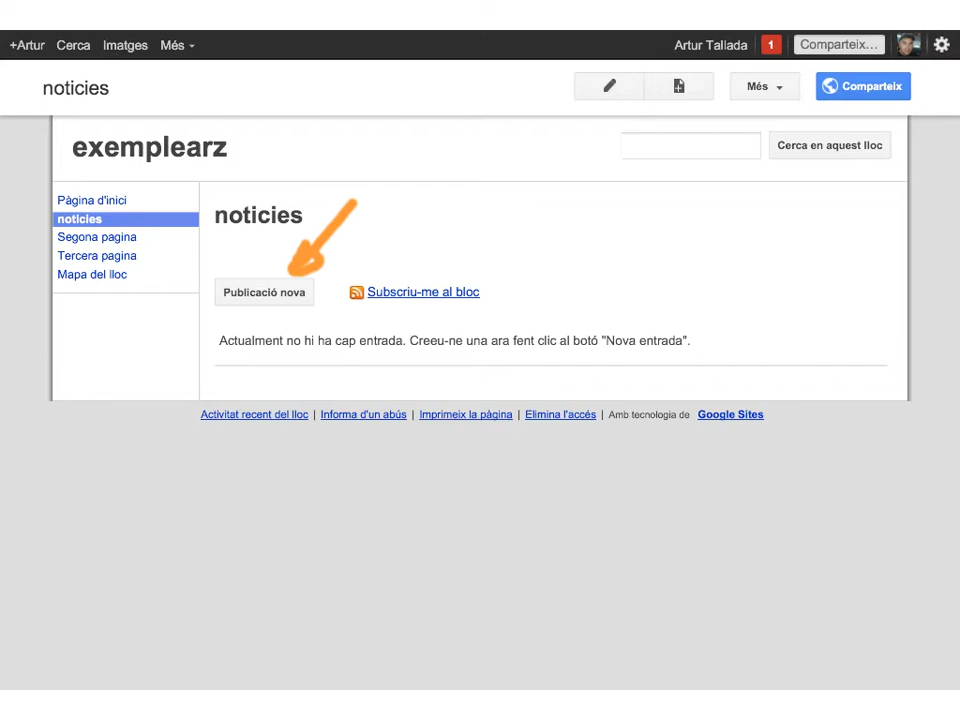 +Artur Cerca Imatges Més Artur Tallada 1 Comparteix...
noticies Més Comparteix
exemplearz Cerca en aquest lloc
Pàgina d'inici
noticies
Segona pagina
Tercera pagina
Mapa del lloc
noticies
Publicació nova Subscriu-me al bloc
Actualment no hi ha cap entrada. Creeu-ne una ara fent clic al botó "Nova entrada".
Activitat recent del lloc | Informa d'un abús | Imprimeix la pàgina | Elimina l'accés | Amb tecnologia de Google Sites